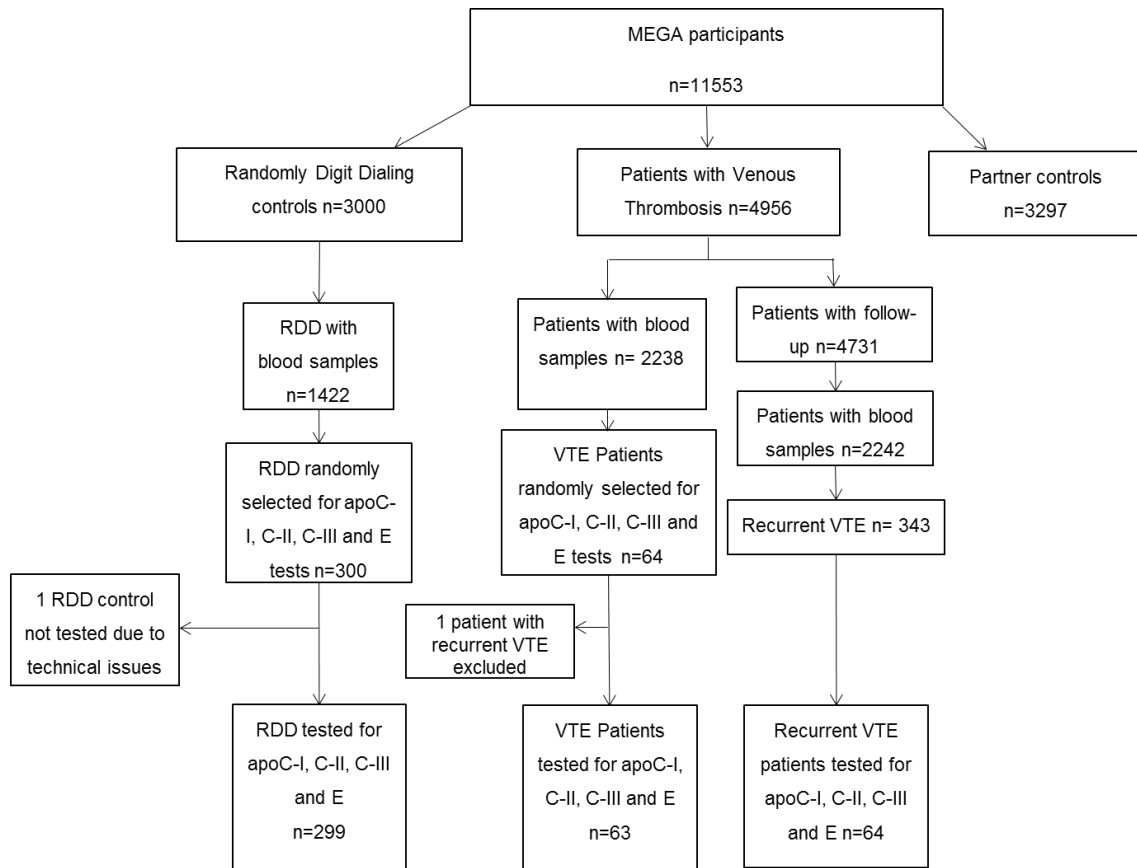 MEGA participants
n=11553
Randomly Digit Dialing
controls n=3000
Patients with Venous
Thrombosis n=4956
Partner controls
n=3297
RDD with
blood samples
n=1422
Patients with blood
samples n= 2238
Patients with follow-
up n=4731
Patients with blood
samples n=2242
RDD randomly
selected for apoC-
I, C-II, C-III and E
tests n=300
VTE Patients
randomly selected for
apoC-I, C-II, C-III and
E tests n=64
Recurrent VTE n= 343
1 RDD control
not tested due to
technical issues
1 patient with
recurrent VTE
excluded
RDD tested for
apoC-I, C-II, C-III
and E
n=299
VTE Patients
tested for apoC-I,
C-II, C-III and E
n=63
Recurrent VTE
patients tested for
apoC-I, C-II, C-III
and E n=64